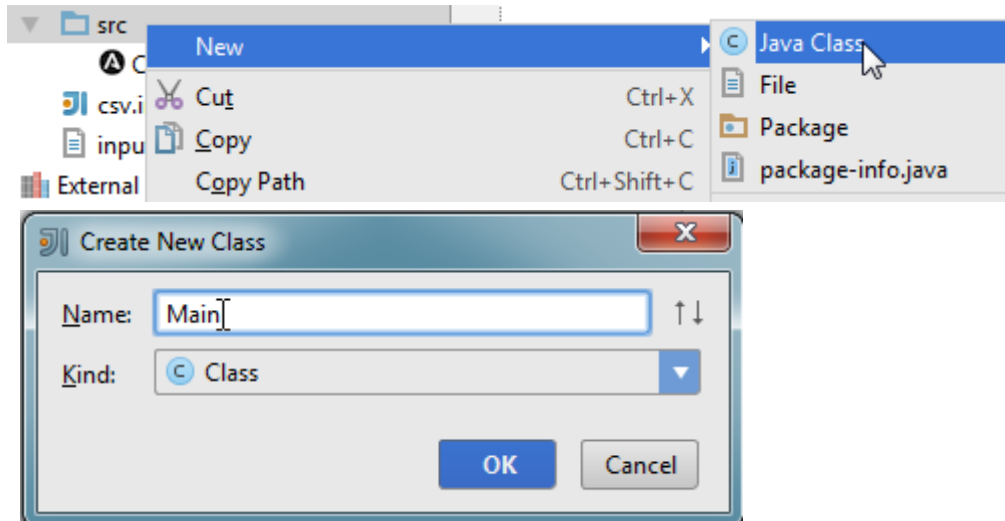 src
New
Java Class
C
File
csv.i
Cut
Ctrl+X
Package
inpu
Copy
Ctrl+C
package-info.java
External
Copy Path
Ctrl+Shift+C
Create New Class
Name: Main
Kind: C Class
OK Cancel